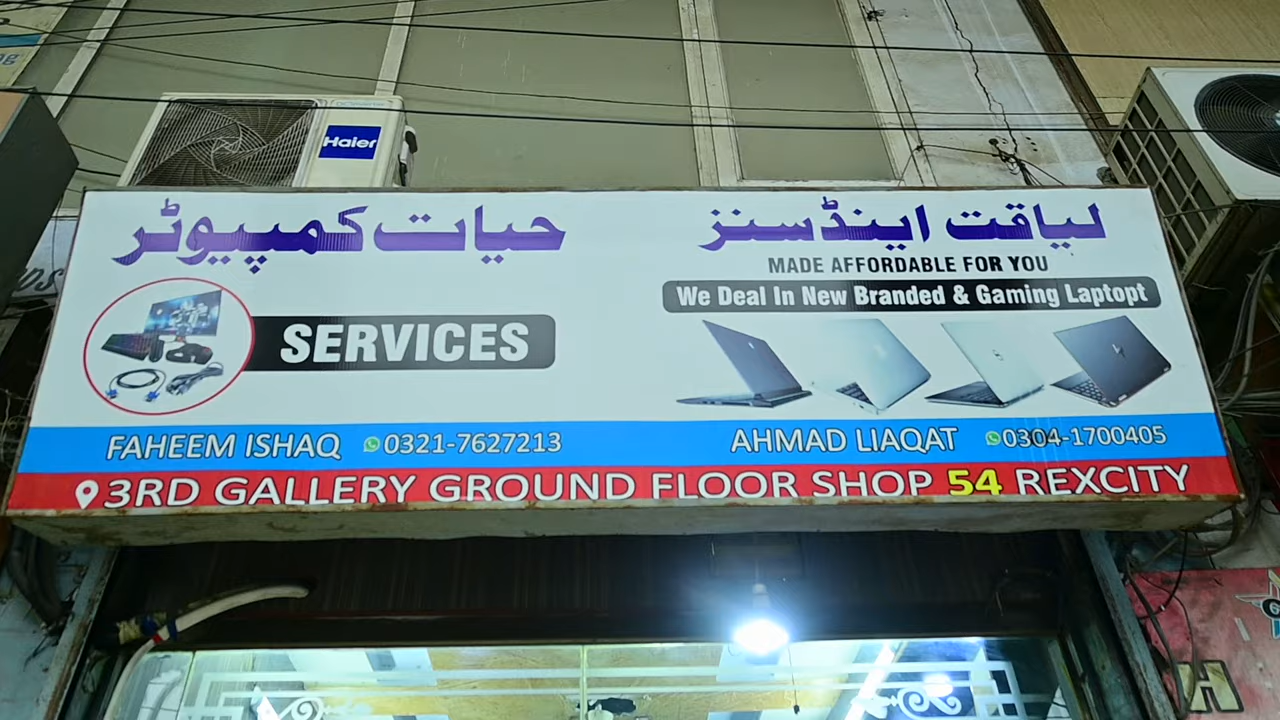 Haier
حیات کمپیوٹر
لیاقت اینڈ سنز
MADE AFFORDABLE FOR YOU
We Deal In New Branded & Gaming Laptopt
SERVICES
FAHEEM ISHAQ 0321-7627213
AHMAD LIAQAT 0304-1700405
3RD GALLERY GROUND FLOOR SHOP 54 REXCITY